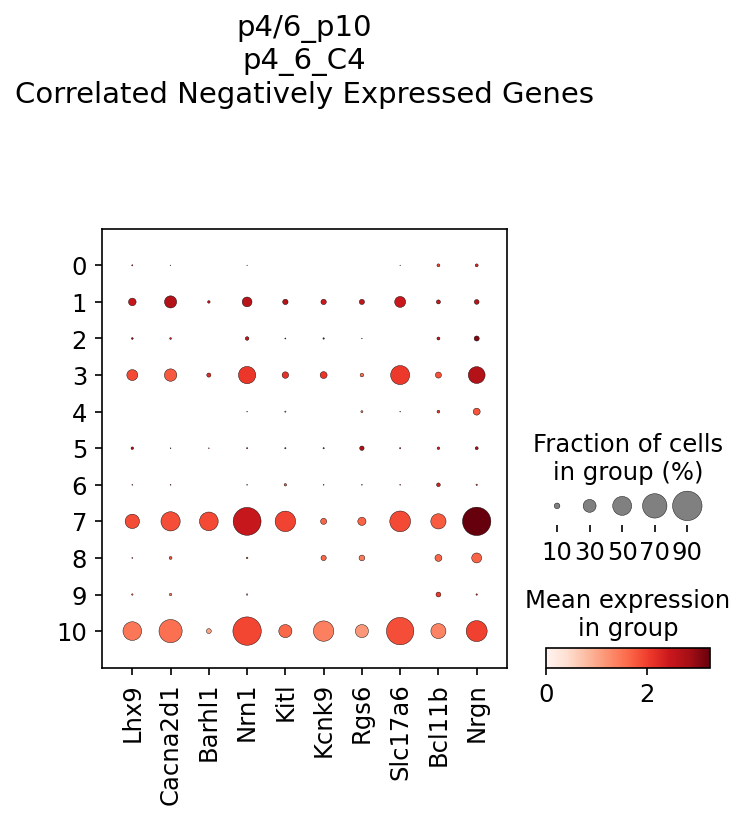 p4/6_p10
p4_6_C4
Correlated Negatively Expressed Genes
0
1
2
3
4
5
6
7
8
9
10
Lhx9
Cacna2d1
Barhl1
Nrn1
Kitl
Kcnk9
Rgs6
Slc17a6
Bcl11b
Nrgn
Fraction of cells
in group (%)
10 30 50 70 90
Mean expression
in group
0 2